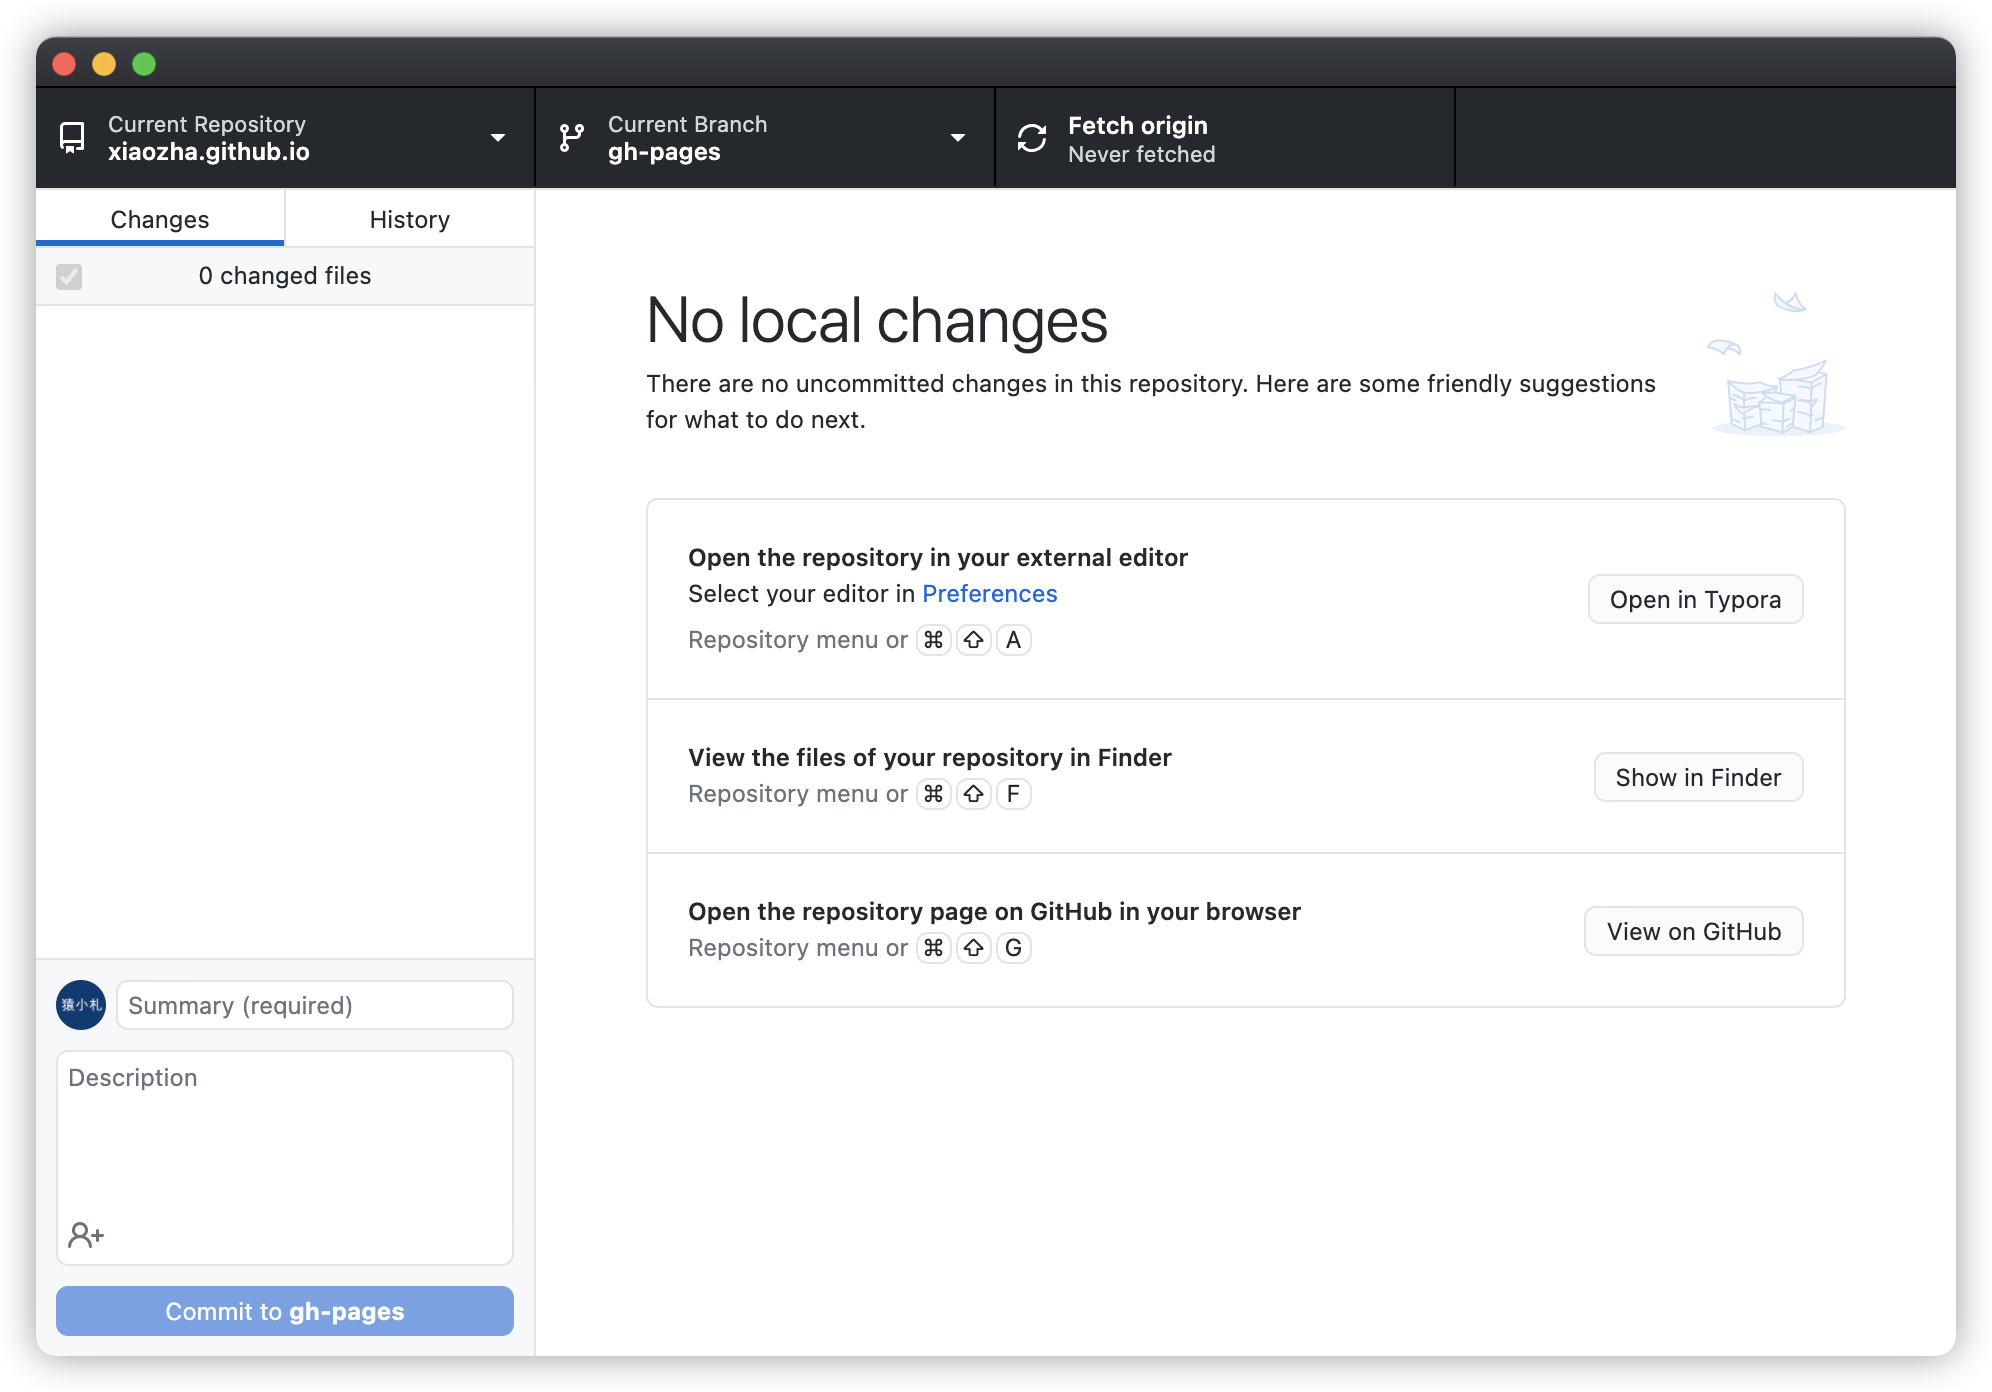 Current Repository
xiaozha.github.io
Current Branch
gh-pages
Fetch origin
Never fetched
Changes
History
0 changed files
No local changes
There are no uncommitted changes in this repository. Here are some friendly suggestions
for what to do next.
Open the repository in your external editor
Select your editor in Preferences
Repository menu or ⌘ ⇧ A
Open in Typora
View the files of your repository in Finder
Repository menu or ⌘ ⇧ F
Show in Finder
Open the repository page on GitHub in your browser
Repository menu or ⌘ ⇧ G
View on GitHub
猿小札
Summary (required)
Description
Commit to gh-pages